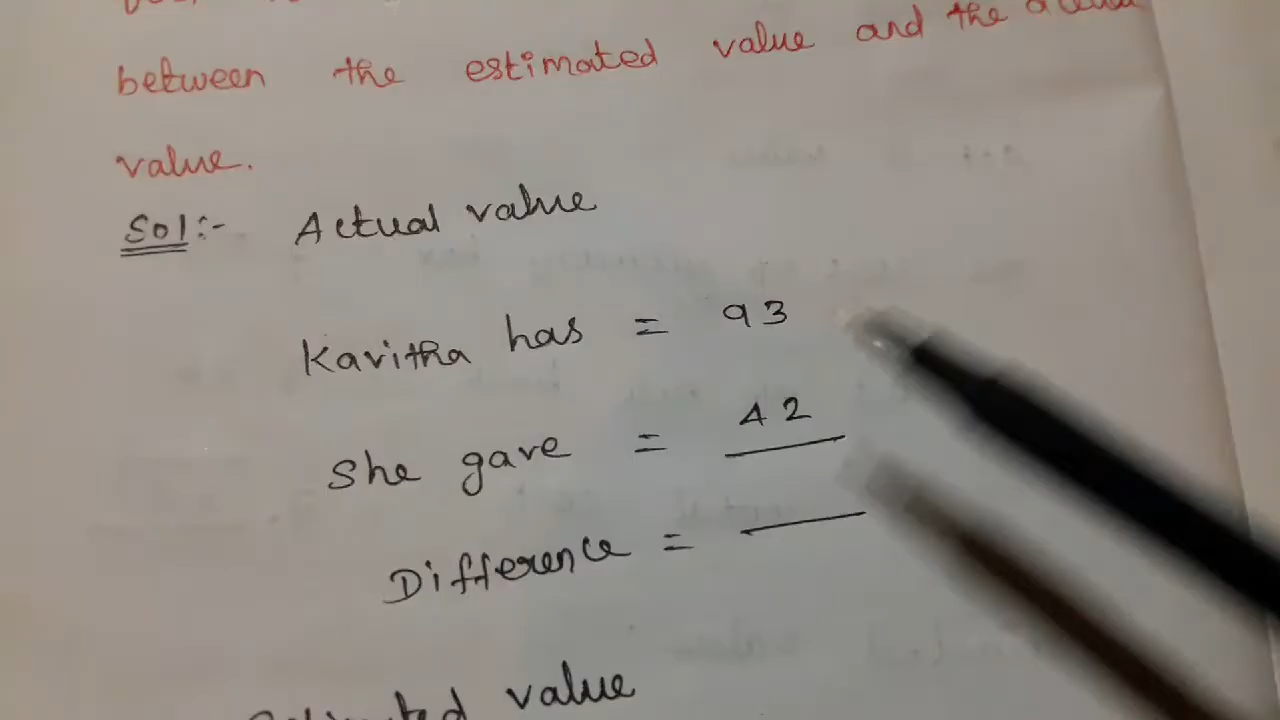 between the estimated value and the
value.
Sol:- Actual value
Kavitha has = 93
She gave = 42
Difference =
value